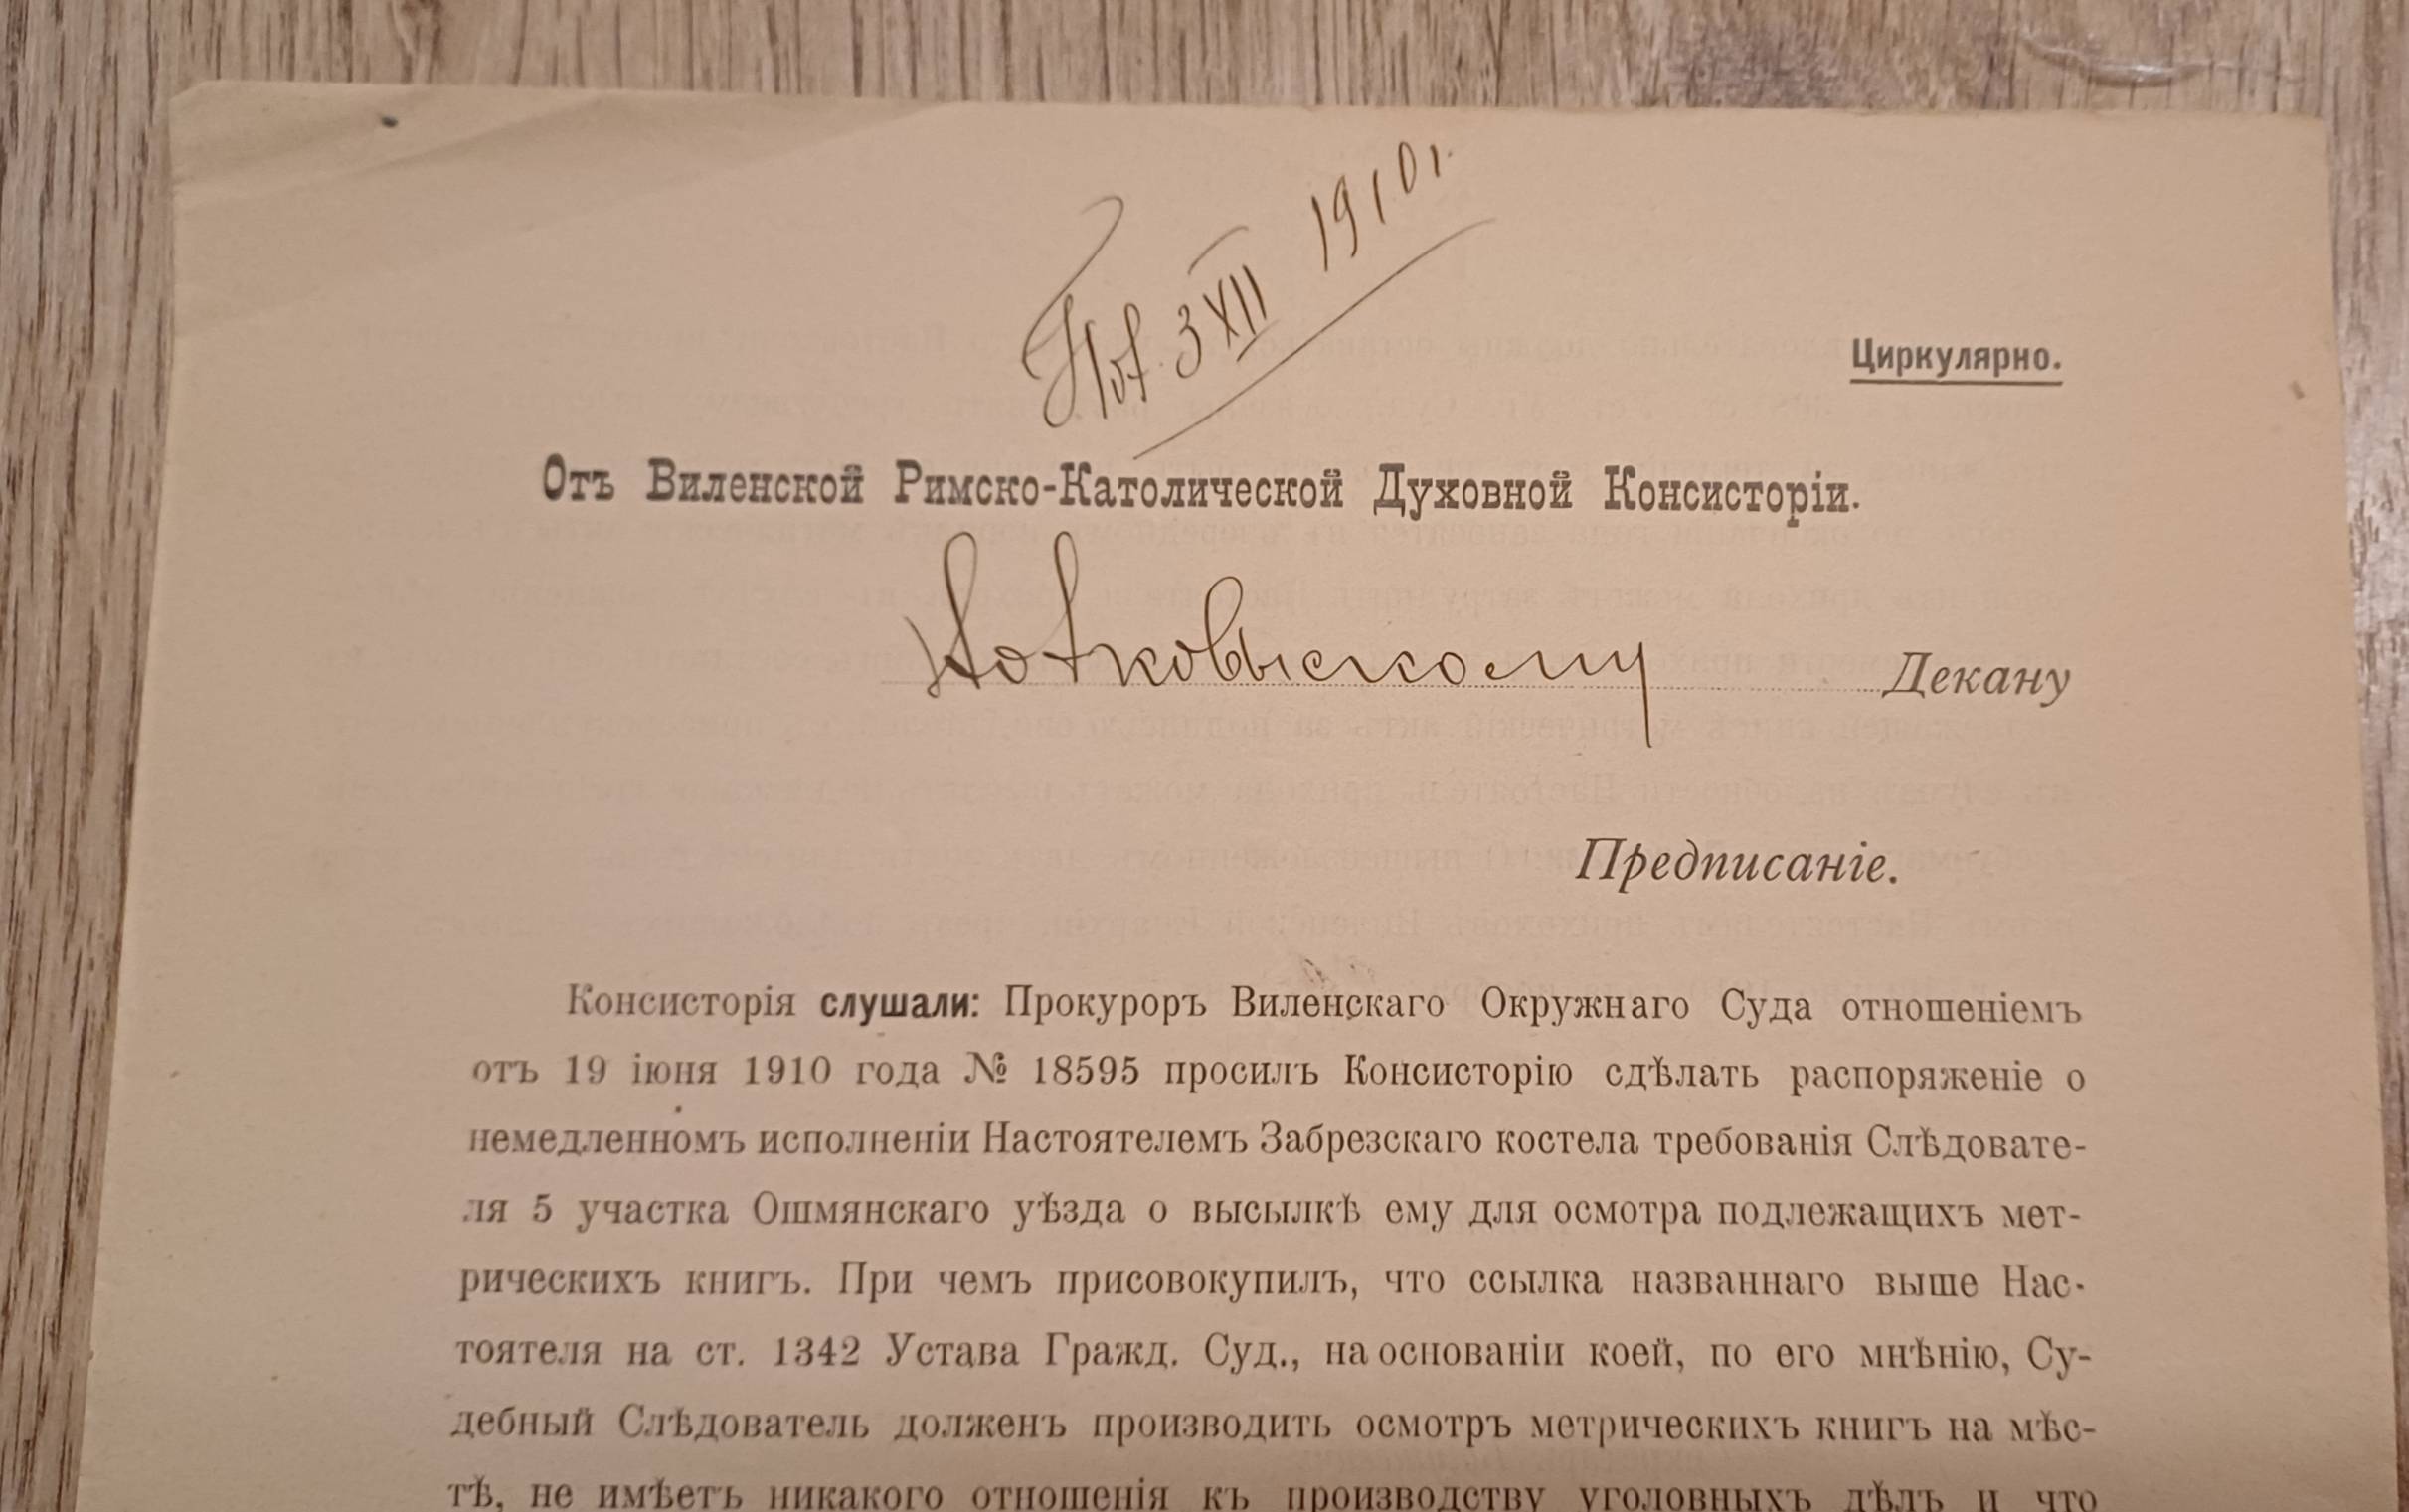 3 XII 1910 г.
Циркулярно.
Отъ Виленской Римско-Католической Духовной Консисторіи.
Волковыскому Декану
Предписаніе.
Консисторія слушали: Прокуроръ Виленскаго Окружнаго Суда отношеніемъ
отъ 19 іюня 1910 года № 18595 просилъ Консисторію сдѣлать распоряженіе о
немедленномъ исполненіи Настоятелемъ Забрезскаго костела требованія Слѣдовате-
ля 5 участка Ошмянскаго уѣзда о высылкѣ ему для осмотра подлежащихъ мет-
рическихъ книгъ. При чемъ присовокупилъ, что ссылка названнаго выше Нас-
тоятеля на ст. 1342 Устава Гражд. Суд., на основаніи коей, по его мнѣнію, Су-
дебный Слѣдователь долженъ производить осмотръ метрическихъ книгъ на мѣс-
тѣ, не имѣетъ никакого отношенія къ производству уголовныхъ дѣлъ и что